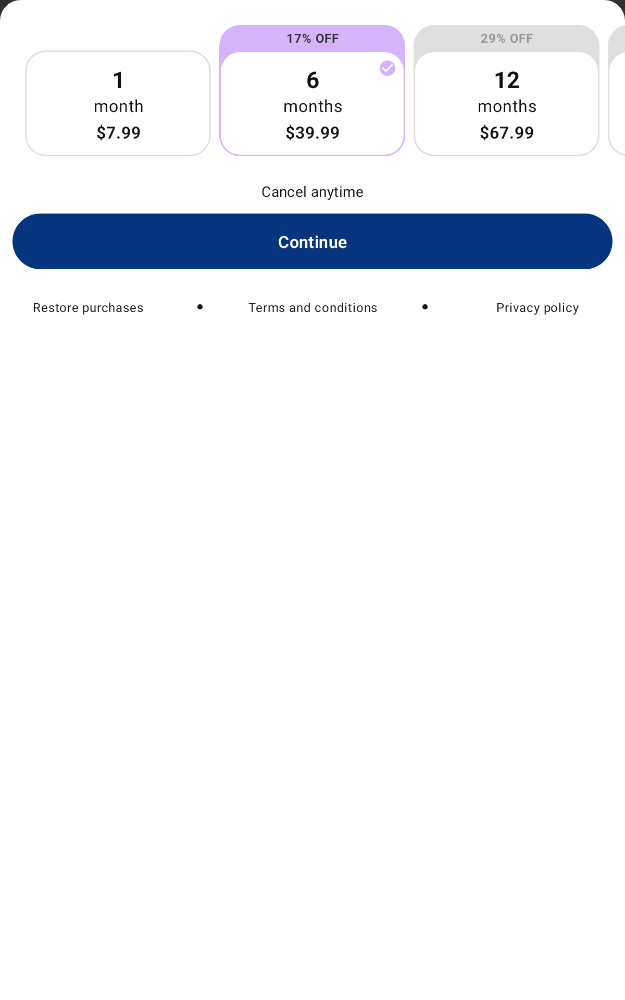 17% OFF
29% OFF
1
month
$7.99
6
months
$39.99
12
months
$67.99
Cancel anytime
Continue
Restore purchases
Terms and conditions
Privacy policy